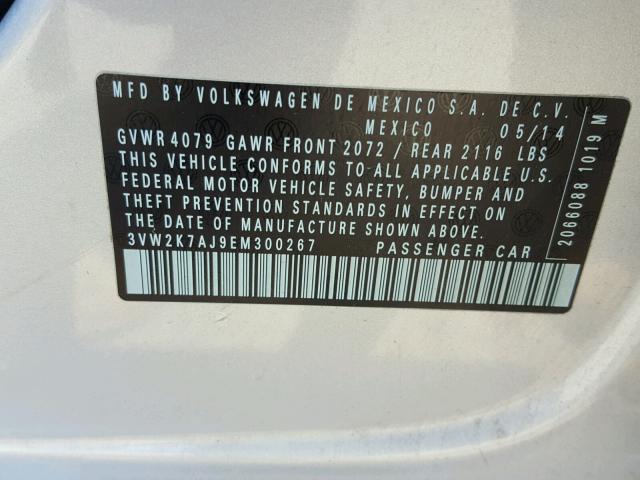 MFD BY VOLKSWAGEN DE MEXICO S.A. DE C.V.
MEXICO 05/14
GVWR 4079 GAWR FRONT 2072 / REAR 2116 LBS
THIS VEHICLE CONFORMS TO ALL APPLICABLE U.S.
FEDERAL MOTOR VEHICLE SAFETY, BUMPER AND
THEFT PREVENTION STANDARDS IN EFFECT ON
THE DATE OF MANUFACTURE SHOWN ABOVE.
3VW2K7AJ9EM300267 PASSENGER CAR
2066088 1019 M